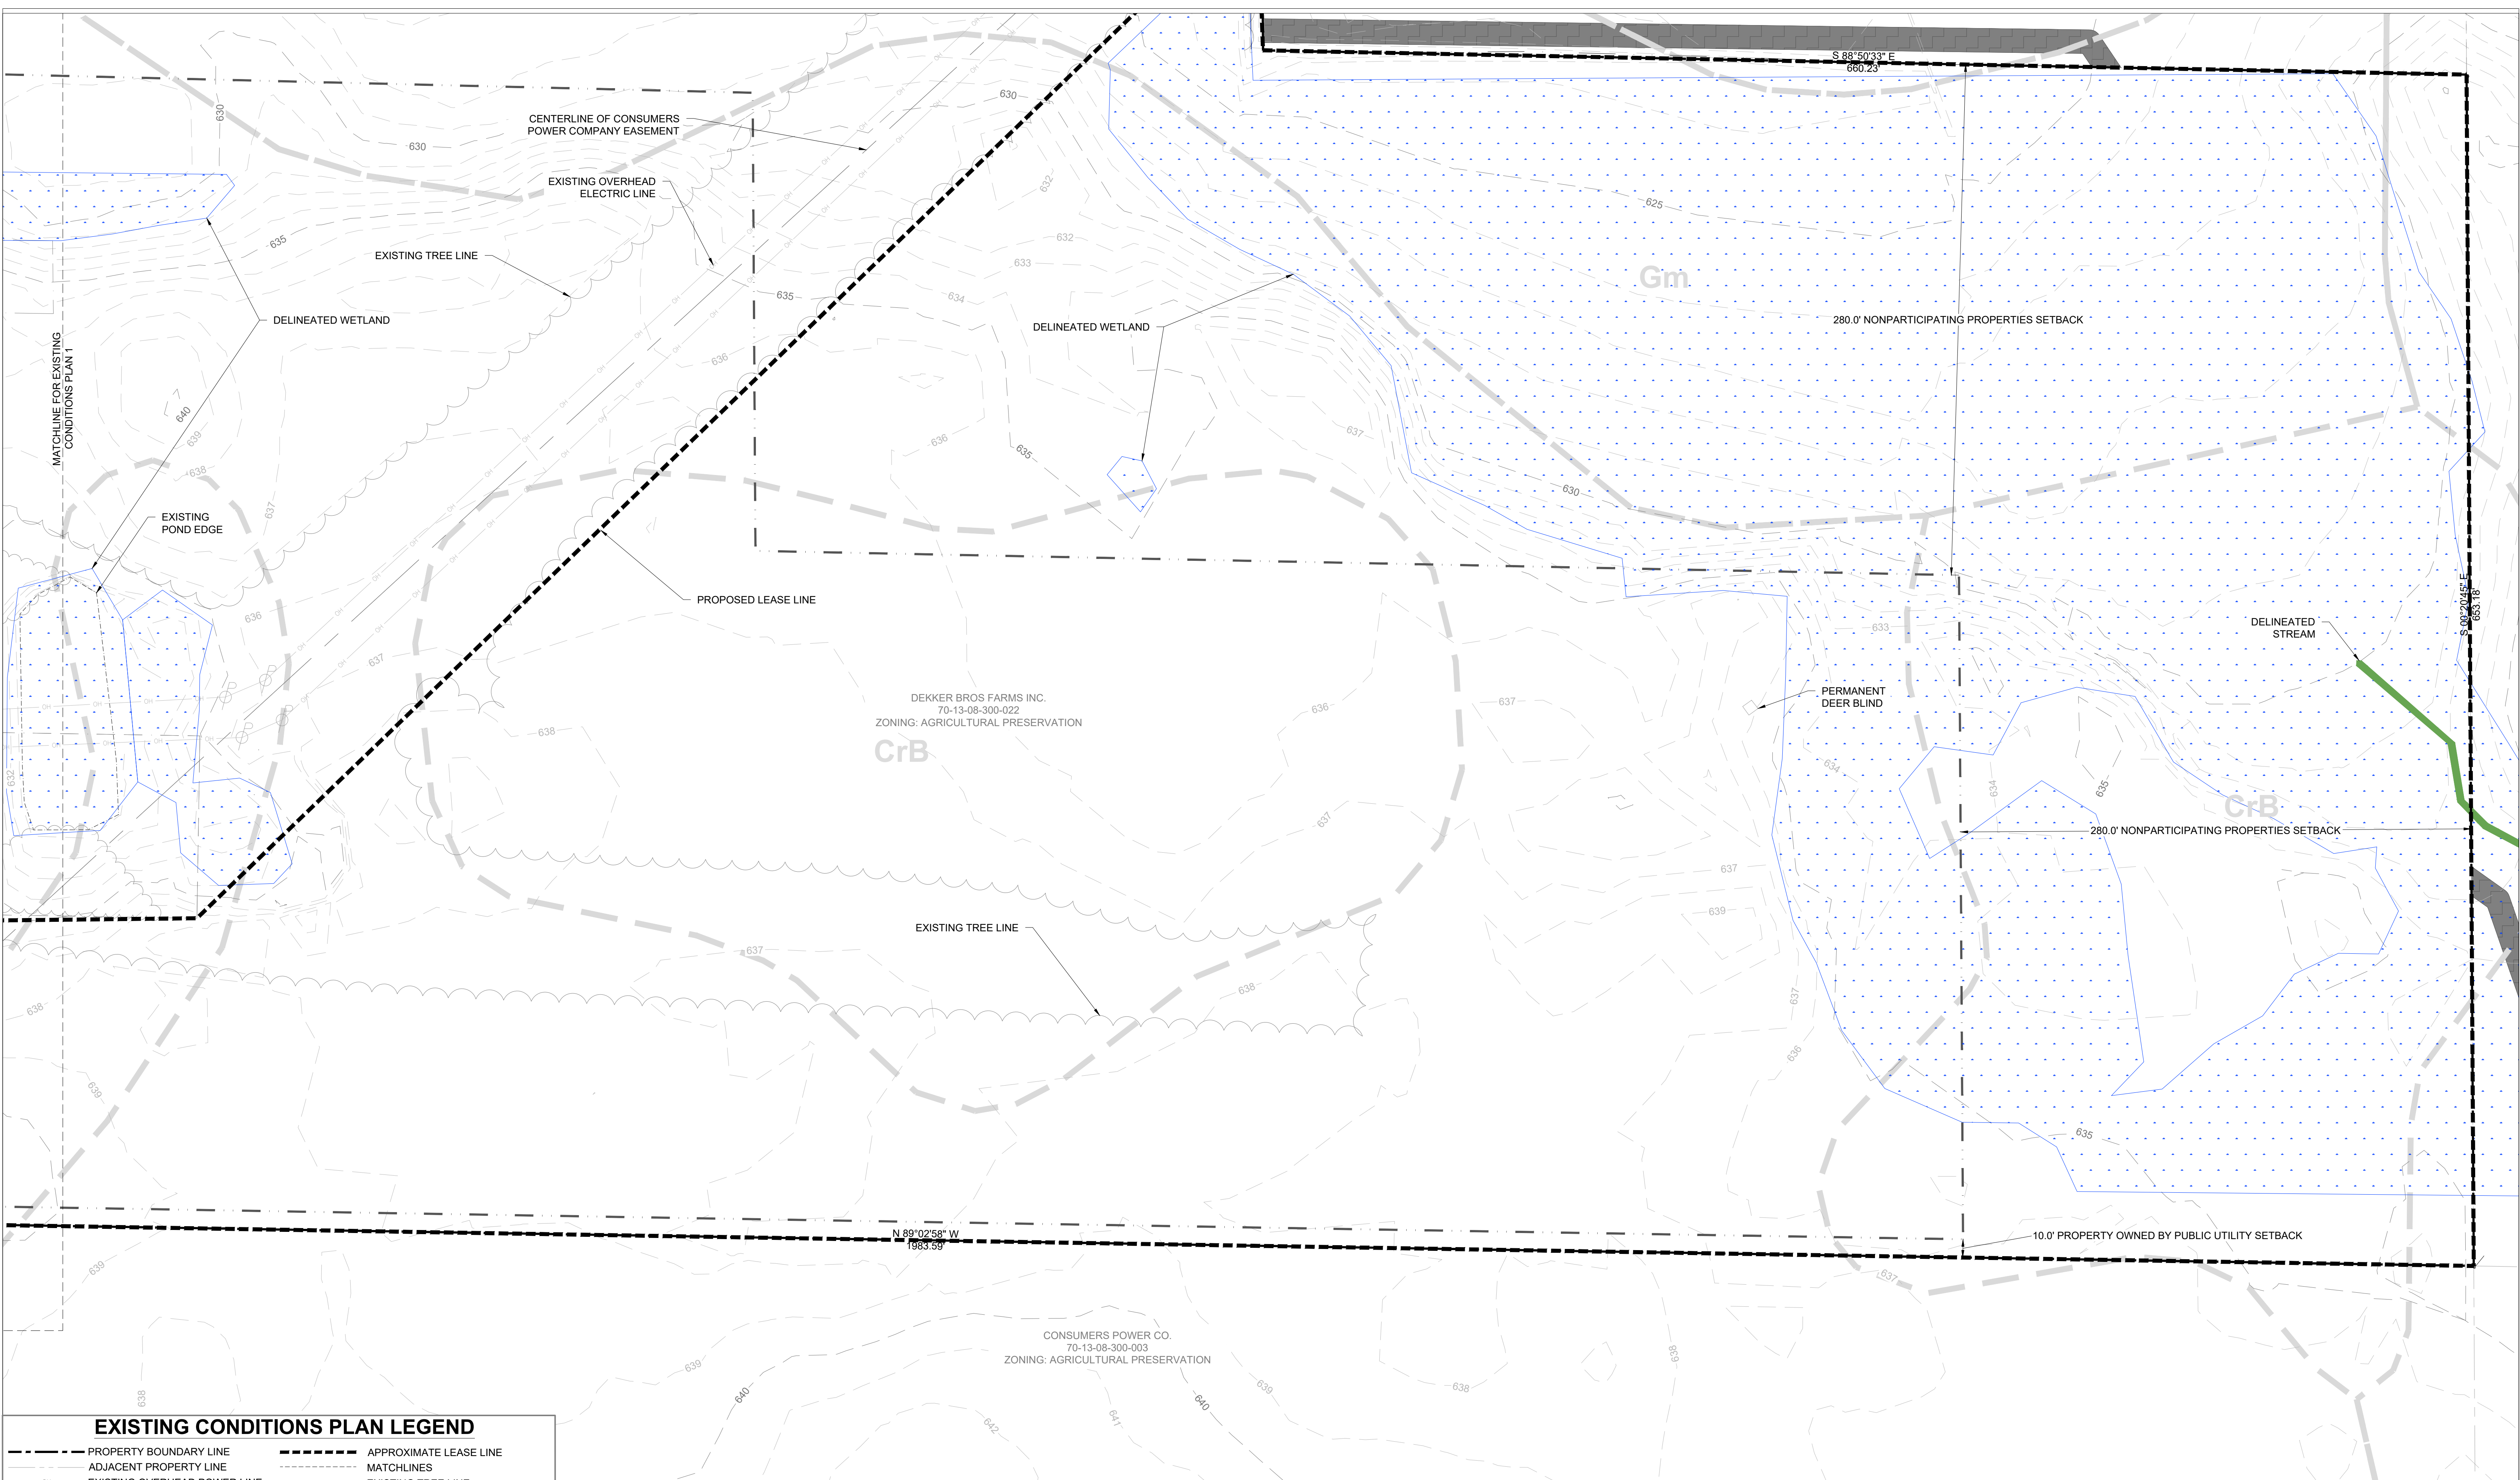 S 88°50'33" E
660.23'
630
630
630
CENTERLINE OF CONSUMERS
POWER COMPANY EASEMENT
EXISTING OVERHEAD
ELECTRIC LINE
632
632
633
625
635
EXISTING TREE LINE
Gm
635
634
DELINEATED WETLAND
DELINEATED WETLAND
280.0' NONPARTICIPATING PROPERTIES SETBACK
MATCHLINE FOR EXISTING
CONDITIONS PLAN 1
636
640
639
638
637
636
635
637
630
EXISTING
POND EDGE
636
637
PROPOSED LEASE LINE
633
S 00°20'45" E
653.18'
DELINEATED
STREAM
DEKKER BROS FARMS INC.
70-13-08-300-022
ZONING: AGRICULTURAL PRESERVATION
CrB
638
636
637
PERMANENT
DEER BLIND
634
634
635
CrB
632
637
280.0' NONPARTICIPATING PROPERTIES SETBACK
637
639
EXISTING TREE LINE
637
638
638
637
636
639
635
N 89°02'58" W
1983.59'
10.0' PROPERTY OWNED BY PUBLIC UTILITY SETBACK
639
637
CONSUMERS POWER CO.
70-13-08-300-003
ZONING: AGRICULTURAL PRESERVATION
639
638
638
640
640
639
638
642
641
EXISTING CONDITIONS PLAN LEGEND
PROPERTY BOUNDARY LINE
APPROXIMATE LEASE LINE
ADJACENT PROPERTY LINE
MATCHLINES